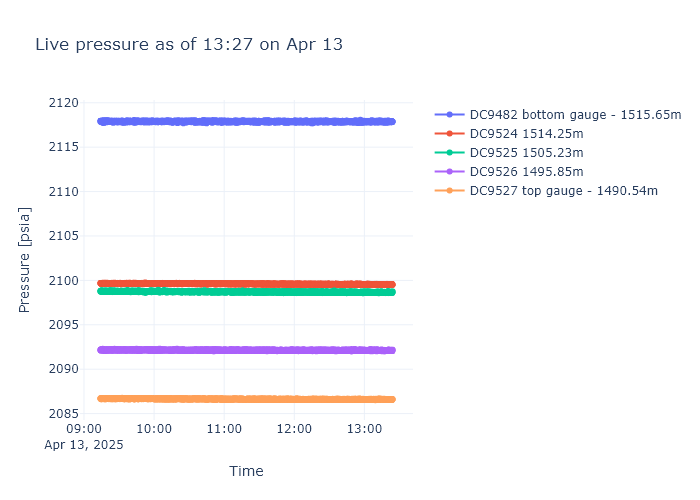 Live pressure as of 13:27 on Apr 13
2120
2115
2110
2105
2100
2095
2090
2085
Pressure [psia]
09:00 10:00 11:00 12:00 13:00
Apr 13, 2025
Time
DC9482 bottom gauge - 1515.65m
DC9524 1514.25m
DC9525 1505.23m
DC9526 1495.85m
DC9527 top gauge - 1490.54m